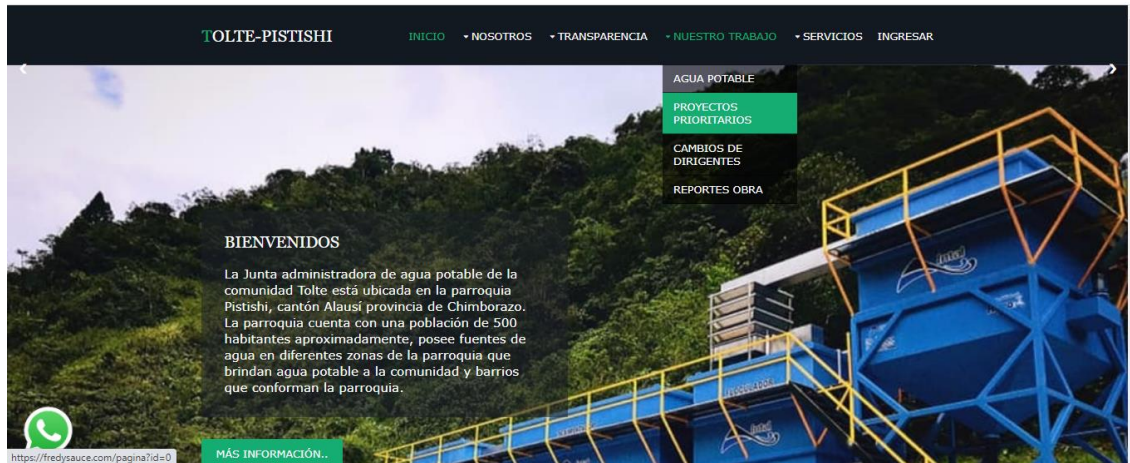 TOLTE-PISTISHI
INICIO
NOSOTROS
TRANSPARENCIA
NUESTRO TRABAJO
SERVICIOS
INGRESAR
AGUA POTABLE
PROYECTOS
PRIORITARIOS
CAMBIOS DE
DIRIGENTES
REPORTES OBRA
BIENVENIDOS
La Junta administradora de agua potable de la
comunidad Tolte está ubicada en la parroquia
Pistishi, cantón Alausí provincia de Chimborazo.
La parroquia cuenta con una población de 500
habitantes aproximadamente, posee fuentes de
agua en diferentes zonas de la parroquia que
brindan agua potable a la comunidad y barrios
que conforman la parroquia.
MÁS INFORMACIÓN..
https://fredysauce.com/pagina?id=0